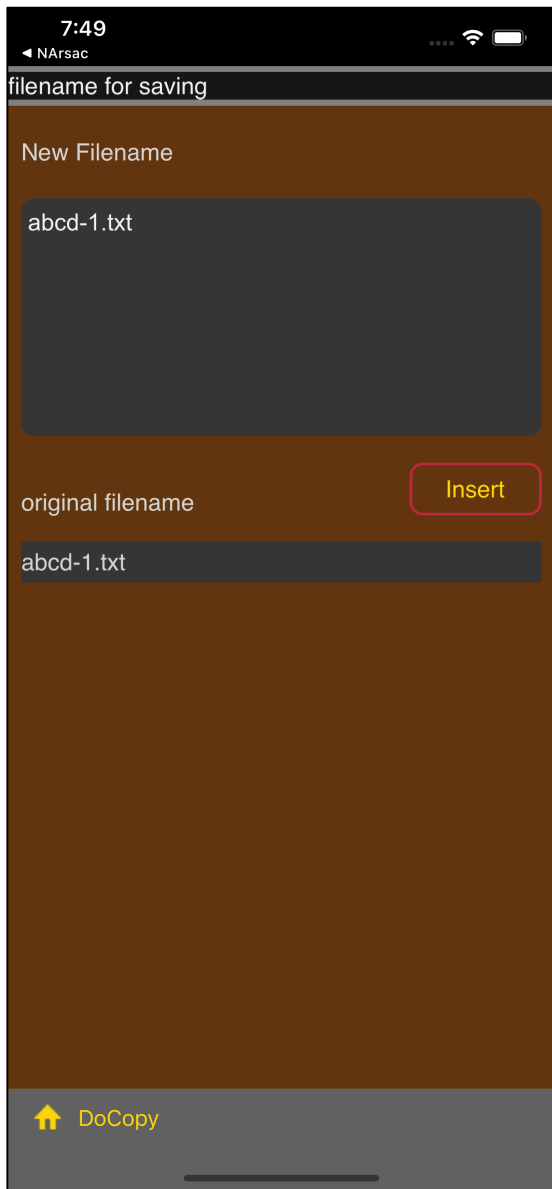 7:49
◀ NArsac
filename for saving
New Filename
abcd-1.txt
Insert
original filename
abcd-1.txt
DoCopy